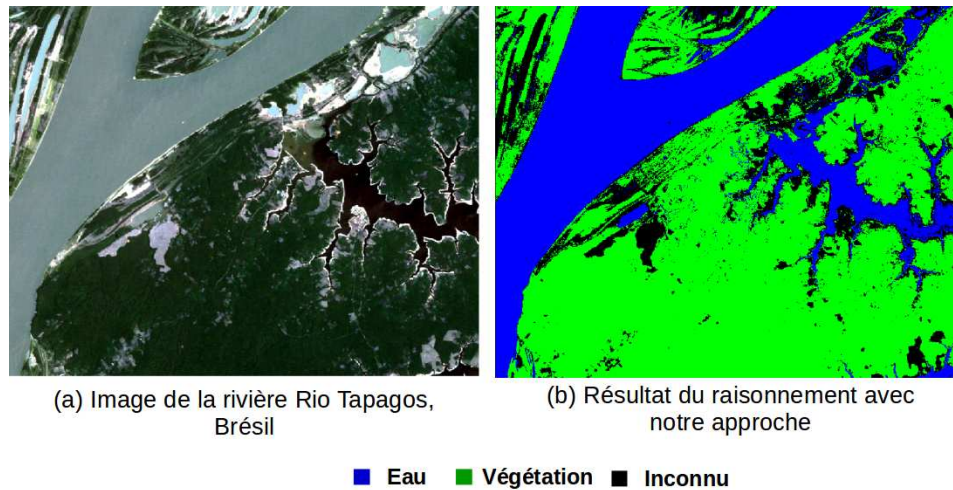 (a) Image de la rivière Rio Tapagos,
Brésil
(b) Résultat du raisonnement avec
notre approche
Eau Végétation Inconnu